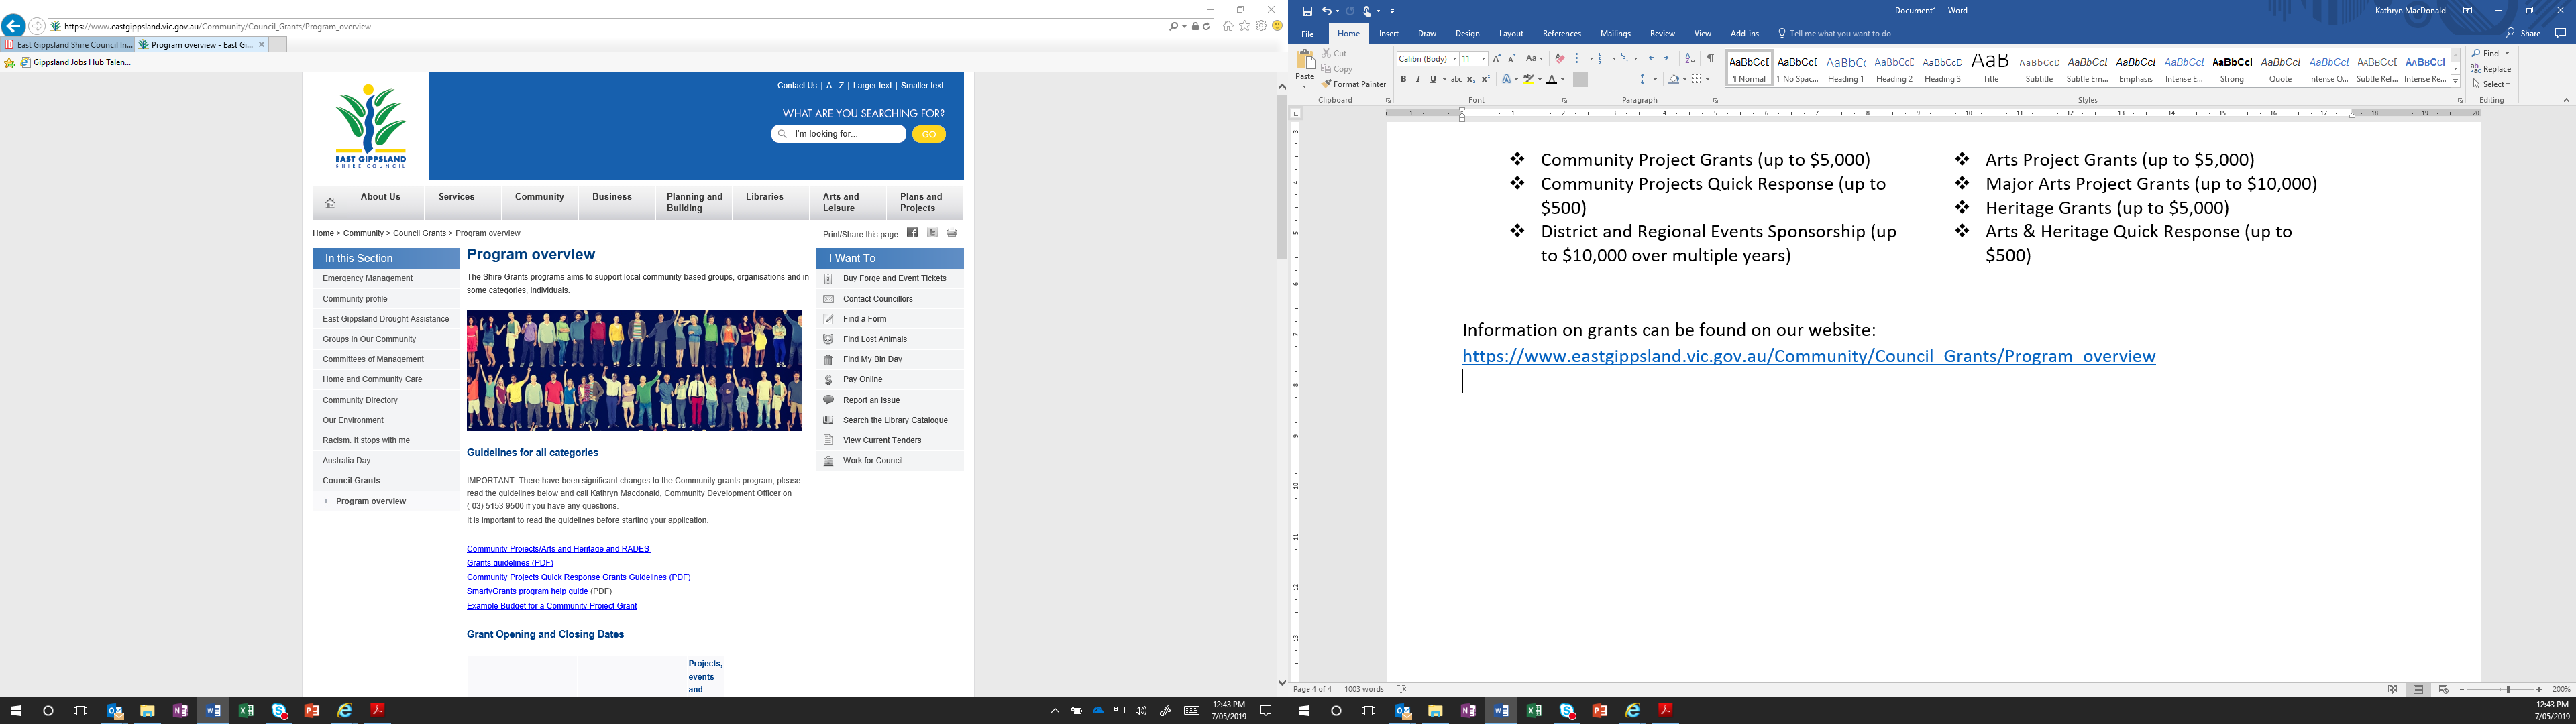 https://www.eastgippsland.vic.gov.au/Community/Council_Grants/Program_overview
East Gippsland Shire Council In...
Program overview - East Gi...
Gippsland Jobs Hub Talen...
EAST GIPPSLAND
SHIRE COUNCIL
Contact Us | A - Z | Larger text | Smaller text
WHAT ARE YOU SEARCHING FOR?
I'm looking for...
GO
About Us
Services
Community
Business
Planning and
Building
Libraries
Arts and
Leisure
Plans and
Projects
Home > Community > Council Grants > Program overview
Print/Share this page
In this Section
Emergency Management
Community profile
East Gippsland Drought Assistance
Groups in Our Community
Committees of Management
Home and Community Care
Community Directory
Our Environment
Racism. It stops with me
Australia Day
Council Grants
Program overview
Program overview
The Shire Grants programs aims to support local community based groups, organisations and in
some categories, individuals.
Guidelines for all categories
IMPORTANT: There have been significant changes to the Community grants program, please
read the guidelines below and call Kathryn Macdonald, Community Development Officer on
( 03) 5153 9500 if you have any questions.
It is important to read the guidelines before starting your application.
Community Projects/Arts and Heritage and RADES
Grants guidelines (PDF)
Community Projects Quick Response Grants Guidelines (PDF)
SmartyGrants program help guide (PDF)
Example Budget for a Community Project Grant
Grant Opening and Closing Dates
Projects,
events
and
I Want To
Buy Forge and Event Tickets
Contact Councillors
Find a Form
Find Lost Animals
Find My Bin Day
Pay Online
Report an Issue
Search the Library Catalogue
View Current Tenders
Work for Council
12:43 PM
7/05/2019
Document1 - Word
Kathryn MacDonald
File
Home
Insert
Draw
Design
Layout
References
Mailings
Review
View
Add-ins
Tell me what you want to do
Share
Paste
Cut
Copy
Format Painter
Clipboard
Calibri (Body)
11
Font
Paragraph
AaBbCcDd
¶ Normal
¶ No Spac...
Heading 1
Heading 2
Heading 3
Title
Subtitle
Subtle Em...
Emphasis
Intense E...
Strong
Quote
Intense Q...
Subtle Ref...
Intense Re...
Styles
Find
Replace
Select
Editing
❖ Community Project Grants (up to $5,000)
❖ Community Projects Quick Response (up to
$500)
❖ District and Regional Events Sponsorship (up
to $10,000 over multiple years)
❖ Arts Project Grants (up to $5,000)
❖ Major Arts Project Grants (up to $10,000)
❖ Heritage Grants (up to $5,000)
❖ Arts & Heritage Quick Response (up to
$500)
Information on grants can be found on our website:
https://www.eastgippsland.vic.gov.au/Community/Council_Grants/Program_overview
Page 4 of 4
1003 words
200%
12:43 PM
7/05/2019